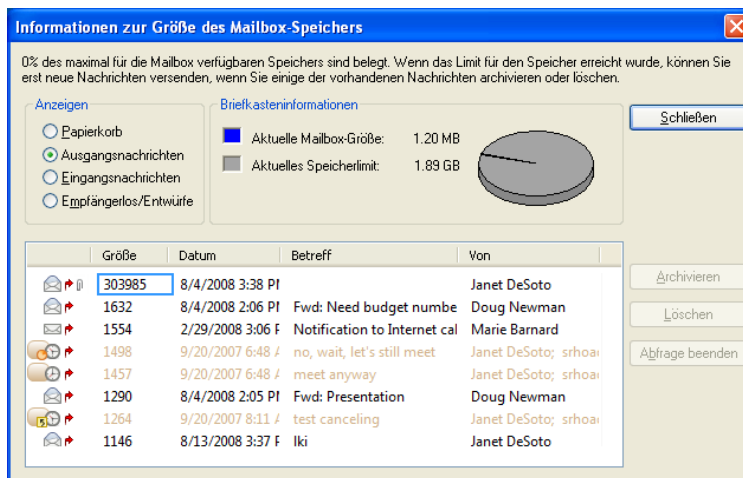 Informationen zur Größe des Mailbox-Speichers
0% des maximal für die Mailbox verfügbaren Speichers sind belegt. Wenn das Limit für den Speicher erreicht wurde, können Sie
erst neue Nachrichten versenden, wenn Sie einige der vorhandenen Nachrichten archivieren oder löschen.
Anzeigen
Papierkorb
Ausgangsnachrichten
Eingangsnachrichten
Empfängerlos/Entwürfe
Briefkasteninformationen
Aktuelle Mailbox-Größe: 1.20 MB
Aktuelles Speicherlimit: 1.89 GB
Schließen
Größe Datum Betreff Von
303985 8/4/2008 3:38 PM Janet DeSoto
1632 8/4/2008 2:06 PM Fwd: Need budget numbe Doug Newman
1554 2/29/2008 3:06 P Notification to Internet cal Marie Barnard
1498 9/20/2007 6:48 A no, wait, let's still meet Janet DeSoto; srhoa
1457 9/20/2007 6:48 A meet anyway Janet DeSoto; srhoa
1290 8/4/2008 2:05 PM Fwd: Presentation Doug Newman
1264 9/20/2007 8:11 A test canceling Janet DeSoto; srhoa
1146 8/13/2008 3:37 P lki Janet DeSoto
Archivieren
Löschen
Abfrage beenden